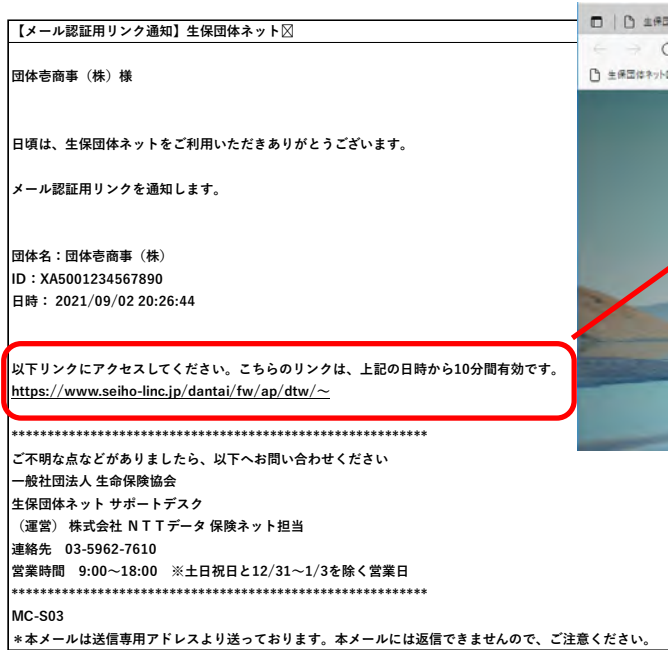 【メール認証用リンク通知】生保団体ネット
団体壱商事（株）様
日頃は、生保団体ネットをご利用いただきありがとうございます。
メール認証用リンクを通知します。
団体名：団体壱商事（株）
ID：XA5001234567890
日時： 2021/09/02 20:26:44
以下リンクにアクセスしてください。こちらのリンクは、上記の日時から10分間有効です。
https://www.seiho-linc.jp/dantai/fw/ap/dtw/～
**********************************************************
ご不明な点などがありましたら、以下へお問い合わせください
一般社団法人 生命保険協会
生保団体ネット サポートデスク
（運営） 株式会社 ＮＴＴデータ 保険ネット担当
連絡先　03-5962-7610
営業時間　9:00～18:00　※土日祝日と12/31～1/3を除く営業日
**********************************************************
MC-S03
＊本メールは送信専用アドレスより送っております。本メールには返信できませんので、ご注意ください。
生保団体ネット